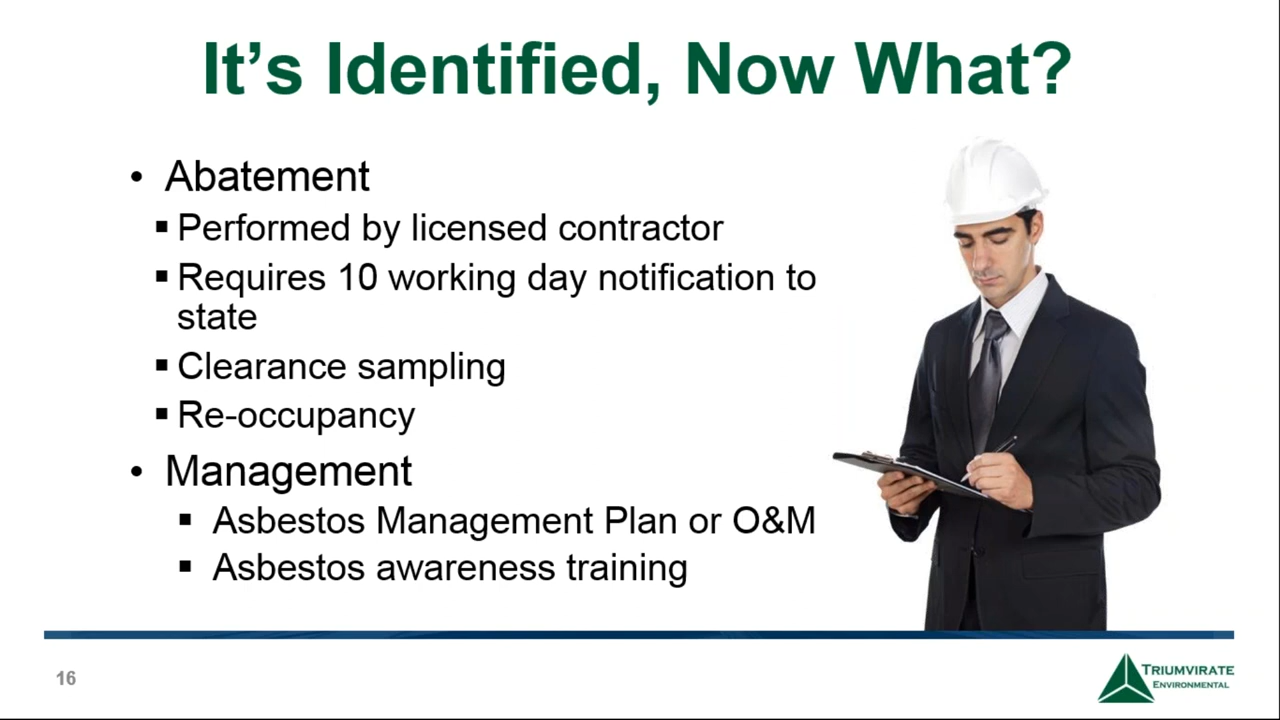 It’s Identified, Now What?
• Abatement
▪ Performed by licensed contractor
▪ Requires 10 working day notification to
state
▪ Clearance sampling
▪ Re-occupancy
• Management
▪ Asbestos Management Plan or O&M
▪ Asbestos awareness training
16
TRIUMVIRATE
ENVIRONMENTAL